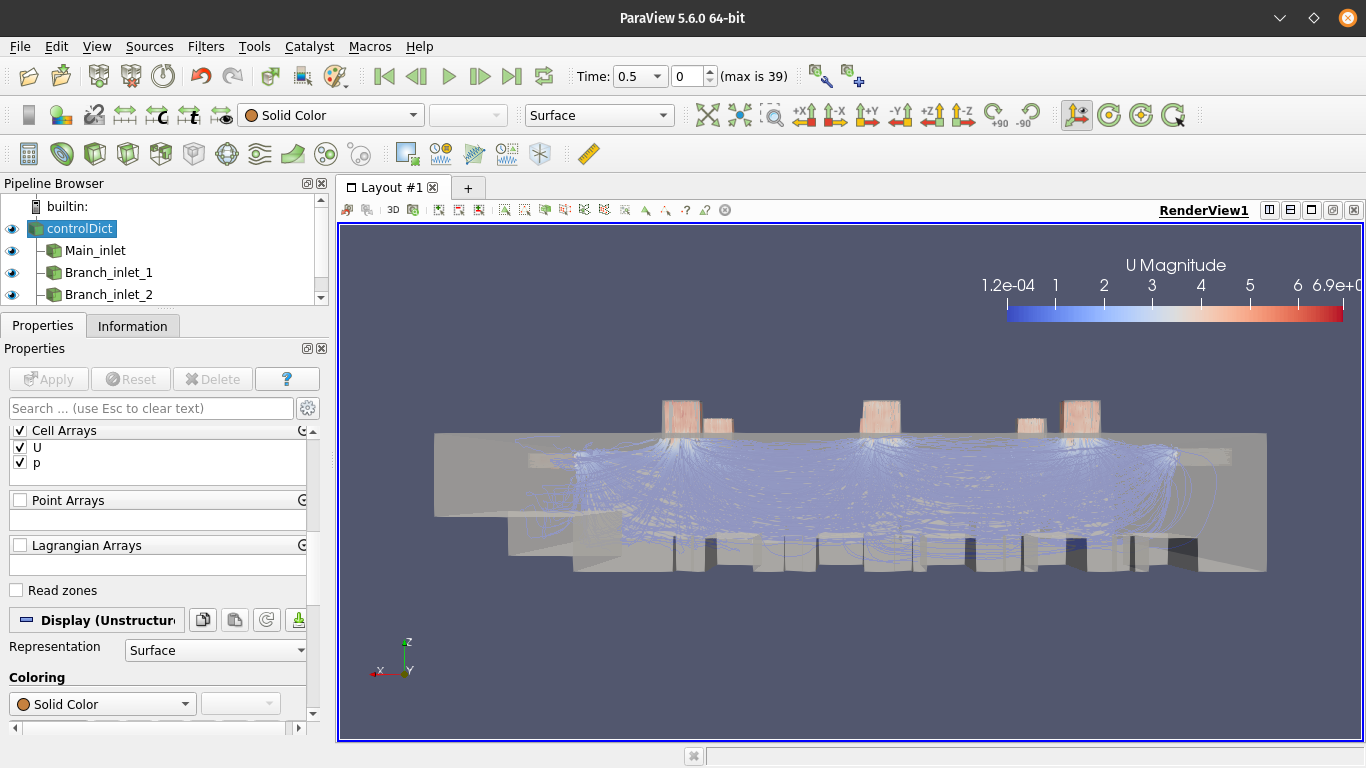 ParaView 5.6.0 64-bit
File Edit View Sources Filters Tools Catalyst Macros Help
Time: 0.5 0 (max is 39)
Solid Color Surface +X -X +Y -Y +Z -Z +90 -90
Pipeline Browser
builtin:
controlDict
Main_inlet
Branch_inlet_1
Branch_inlet_2
Properties Information
Properties
Apply Reset Delete ?
Search ... (use Esc to clear text)
Cell Arrays
U
p
Point Arrays
Lagrangian Arrays
Read zones
Display (Unstructure
Representation Surface
Coloring
Solid Color
Layout #1 +
3D RenderView1
U Magnitude
1.2e-04 1 2 3 4 5 6 6.9e+0
Z
X Y